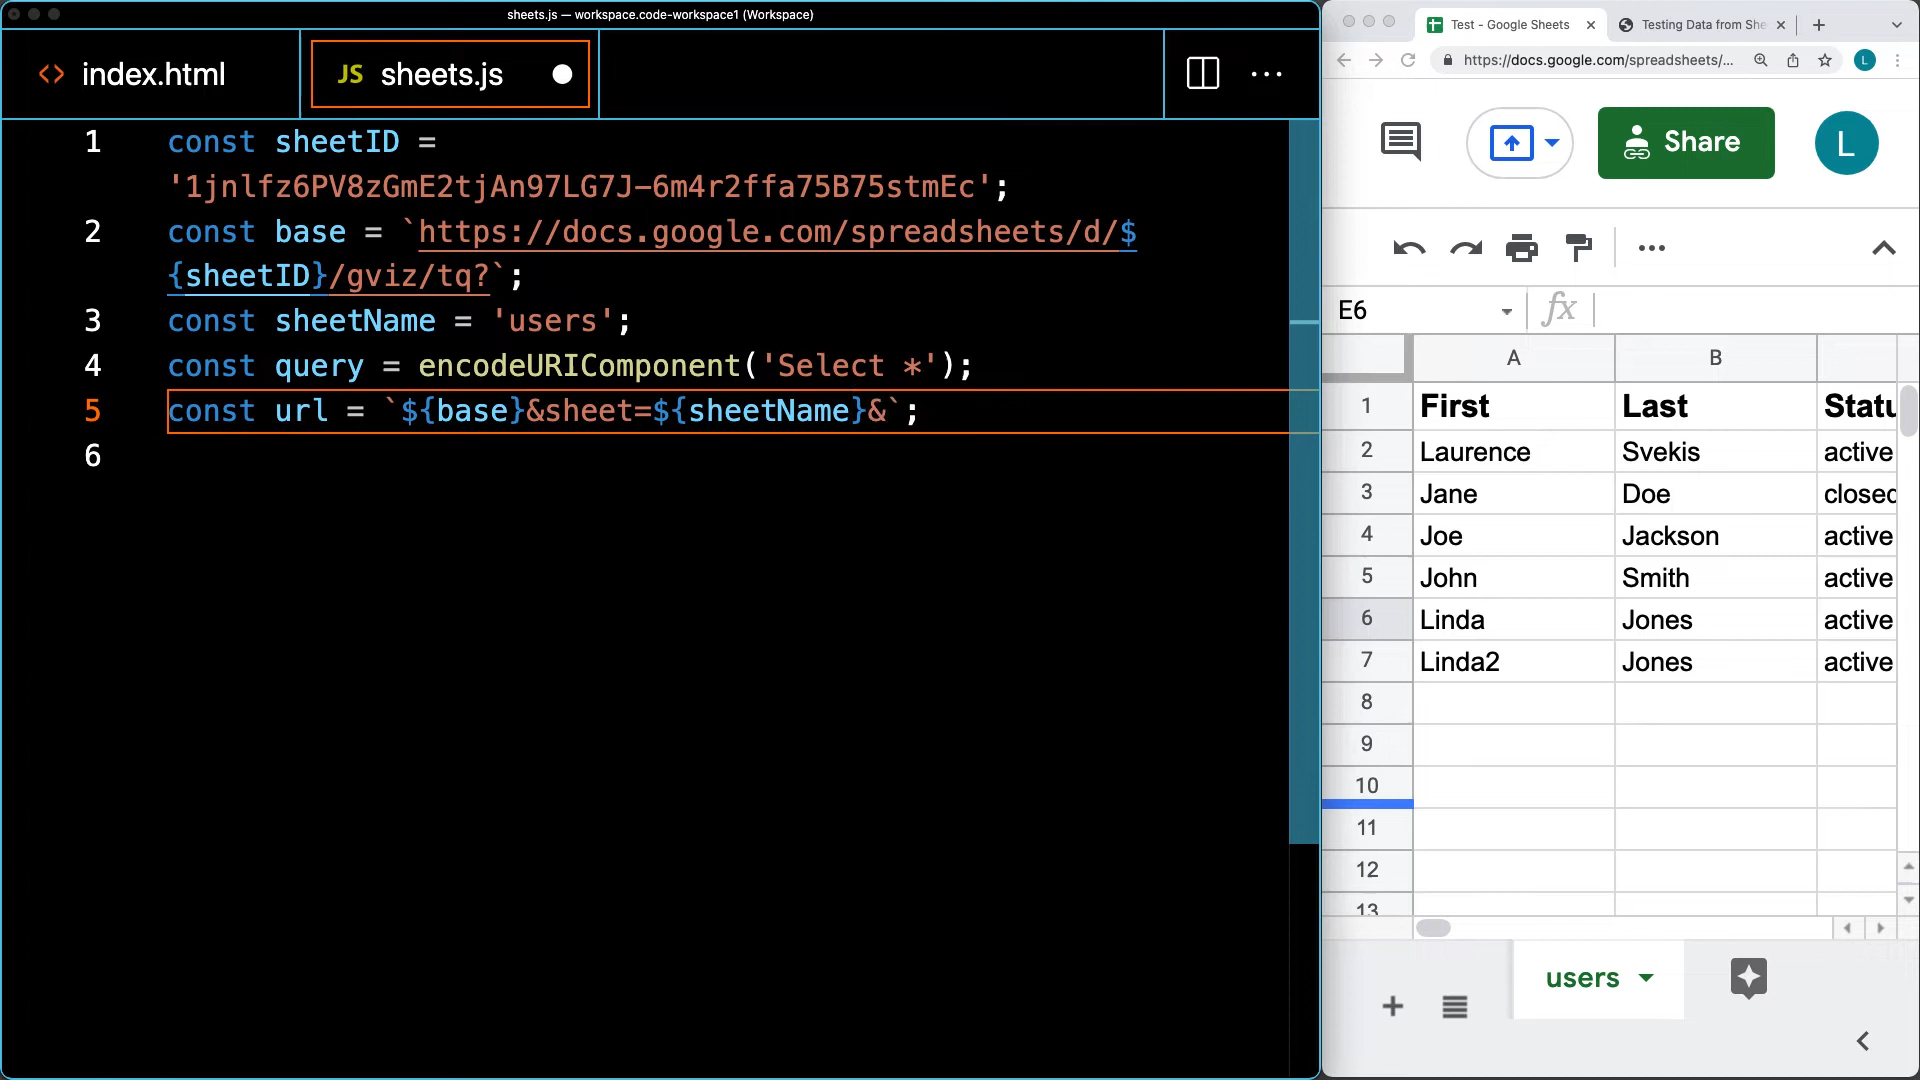 sheets.js — workspace.code-workspace1 (Workspace)
<> index.html
JS sheets.js
1 const sheetID =
'1jnlfz6PV8zGmE2tjAn97LG7J-6m4r2ffa75B75stmEc';
2 const base = `https://docs.google.com/spreadsheets/d/$
{sheetID}/gviz/tq?`;
3 const sheetName = 'users';
4 const query = encodeURIComponent('Select *');
5 const url = `${base}&sheet=${sheetName}&`;
6
Test - Google Sheets
Testing Data from She
https://docs.google.com/spreadsheets/...
L
Share
L
E6
fx
A B
1 First Last Statu
2 Laurence Svekis active
3 Jane Doe closed
4 Joe Jackson active
5 John Smith active
6 Linda Jones active
7 Linda2 Jones active
8
9
10
11
12
13
users